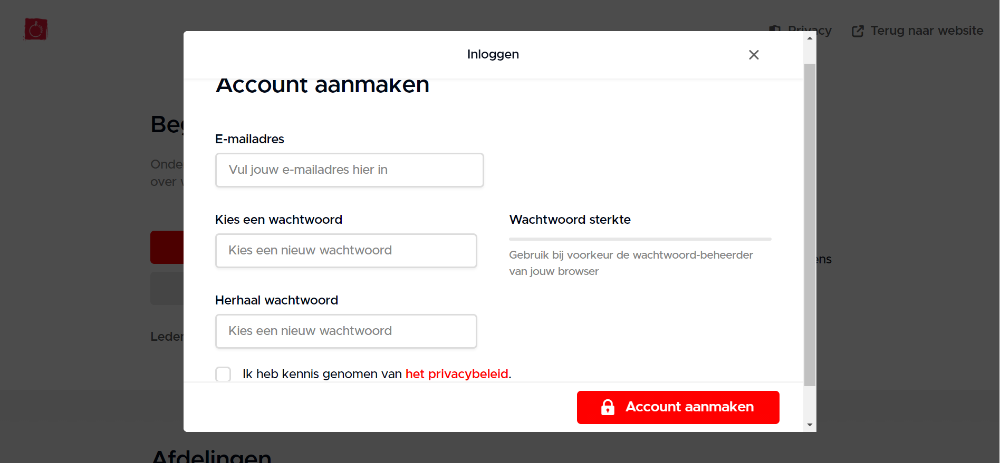 Privacy
Terug naar website
Inloggen
Account aanmaken
E-mailadres
Vul jouw e-mailadres hier in
Kies een wachtwoord
Kies een nieuw wachtwoord
Wachtwoord sterkte
Gebruik bij voorkeur de wachtwoord-beheerder
van jouw browser
Herhaal wachtwoord
Kies een nieuw wachtwoord
Ik heb kennis genomen van het privacybeleid.
Account aanmaken
over
Afdelingen